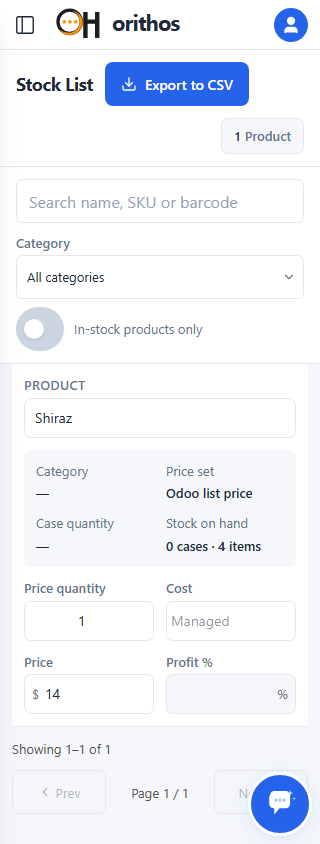 OH orithos
Stock List
Export to CSV
1 Product
Search name, SKU or barcode
Category
All categories
In-stock products only
PRODUCT
Shiraz
Category Price set
— Odoo list price
Case quantity Stock on hand
— 0 cases · 4 items
Price quantity Cost
1 Managed
Price Profit %
$ 14 %
Showing 1–1 of 1
Prev Page 1 / 1